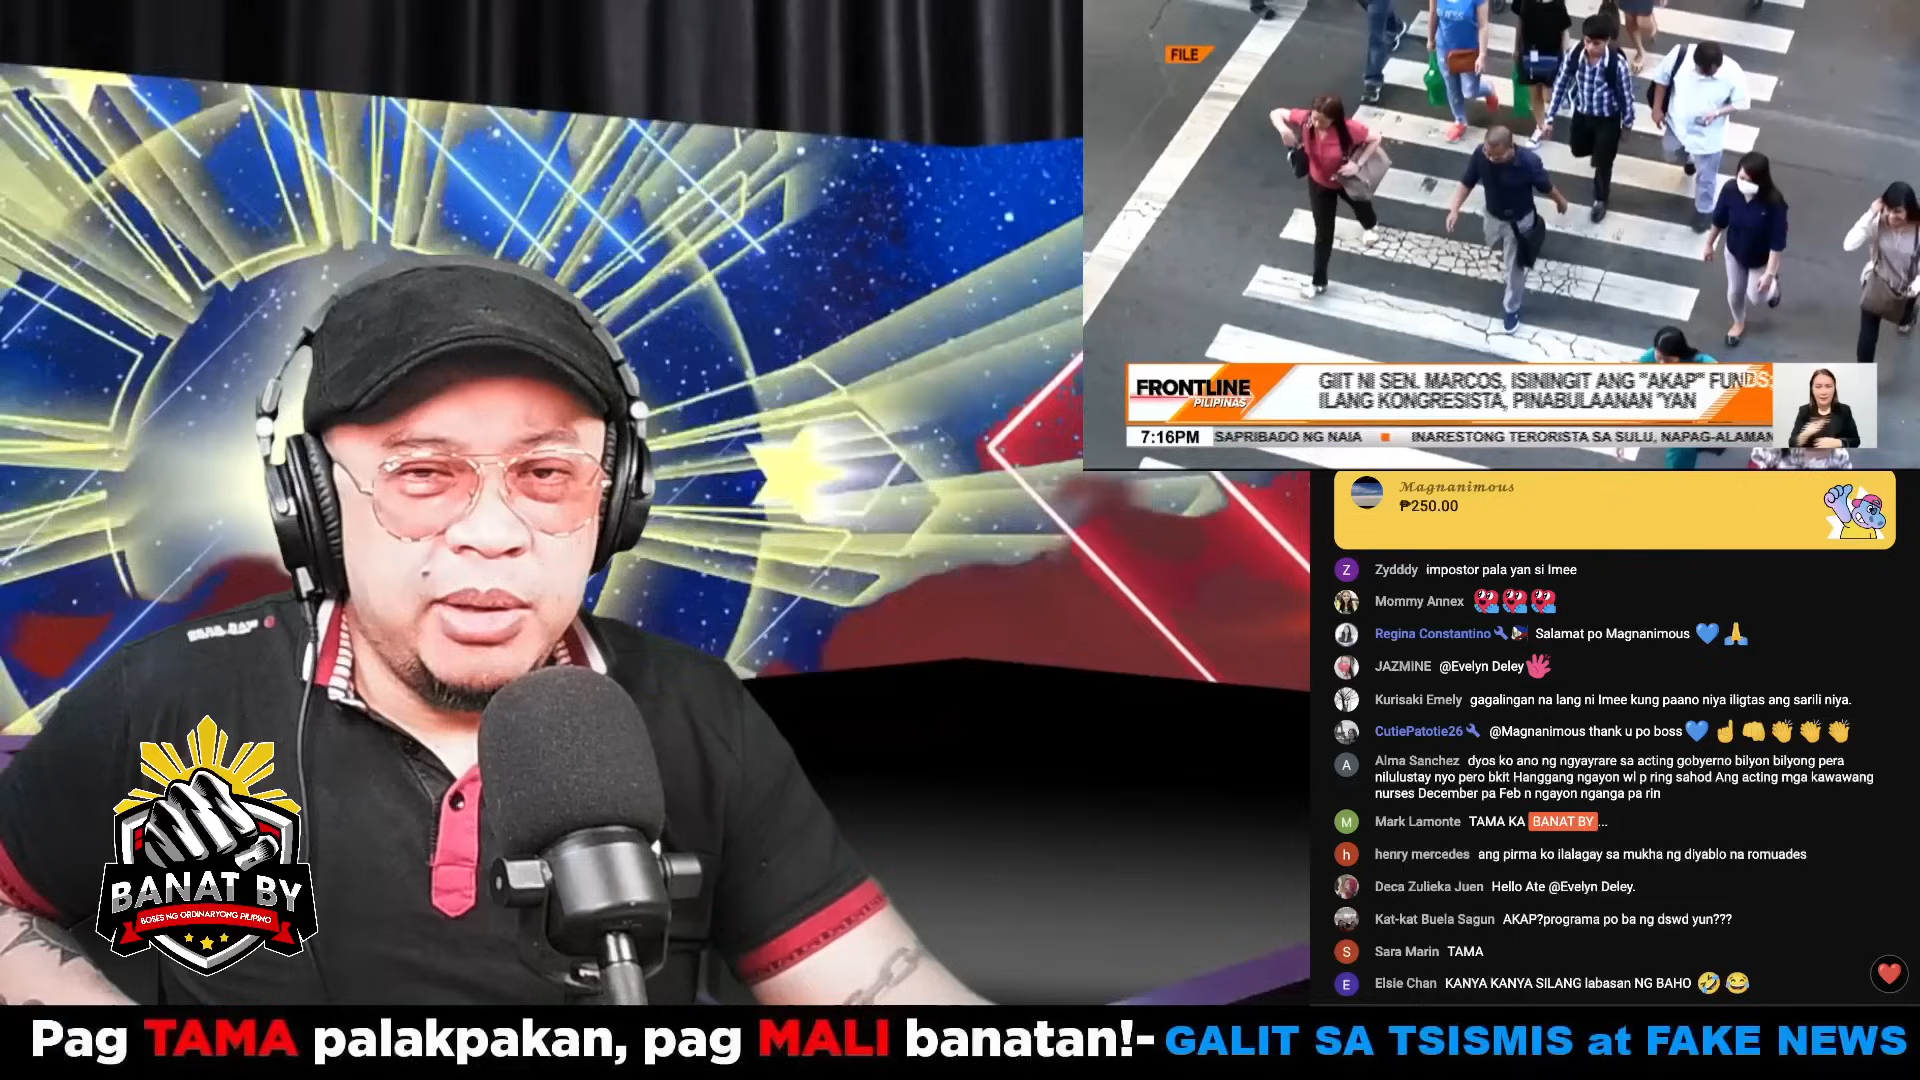 FILE
FRONTLINE
PILIPINAS
GIIT NI SEN. MARCOS, ISININGIT ANG "AKAP" FUNDS;
ILANG KONGRESISTA, PINABULAANAN 'YAN
7:16PM
SAPRIBADO NG NAIA ■ INARESTONG TERORISTA SA SULU, NAPAG-ALAMAN
Magnanimous
₱250.00
Z Zydddy impostor pala yan si Imee
Mommy Annex
Regina Constantino Salamat po Magnanimous 💙🙏
JAZMINE @Evelyn Deley
Kurisaki Emely gagalingan na lang ni Imee kung paano niya iligtas ang sarili niya.
CutiePatotie26 @Magnanimous thank u po boss 💙☝👊👏👏👏
A Alma Sanchez dyos ko ano ng ngyayrare sa acting gobyerno bilyon bilyong pera
nilulustay nyo pero bkit Hanggang ngayon wl p ring sahod Ang acting mga kawawang
nurses December pa Feb n ngayon nganga pa rin
M Mark Lamonte TAMA KA BANAT BY...
h henry mercedes ang pirma ko ilalagay sa mukha ng diyablo na romuades
Deca Zulieka Juen Hello Ate @Evelyn Deley.
Kat-kat Buela Sagun AKAP?programa po ba ng dswd yun???
S Sara Marin TAMA
E Elsie Chan KANYA KANYA SILANG labasan NG BAHO 🤣😂
BANAT BY
BOSES NG ORDINARYONG PILIPINO
Pag TAMA palakpakan, pag MALI banatan!- GALIT SA TSISMIS at FAKE NEWS